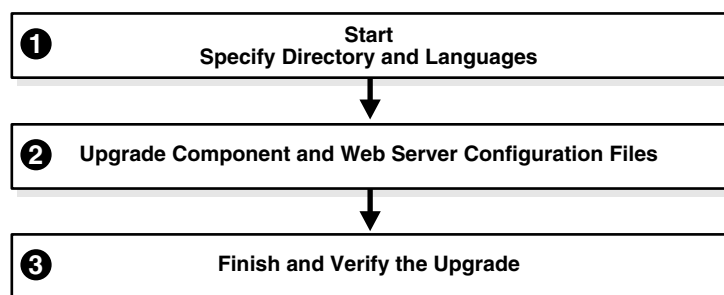 1
Start
Specify Directory and Languages
2
Upgrade Component and Web Server Configuration Files
3
Finish and Verify the Upgrade